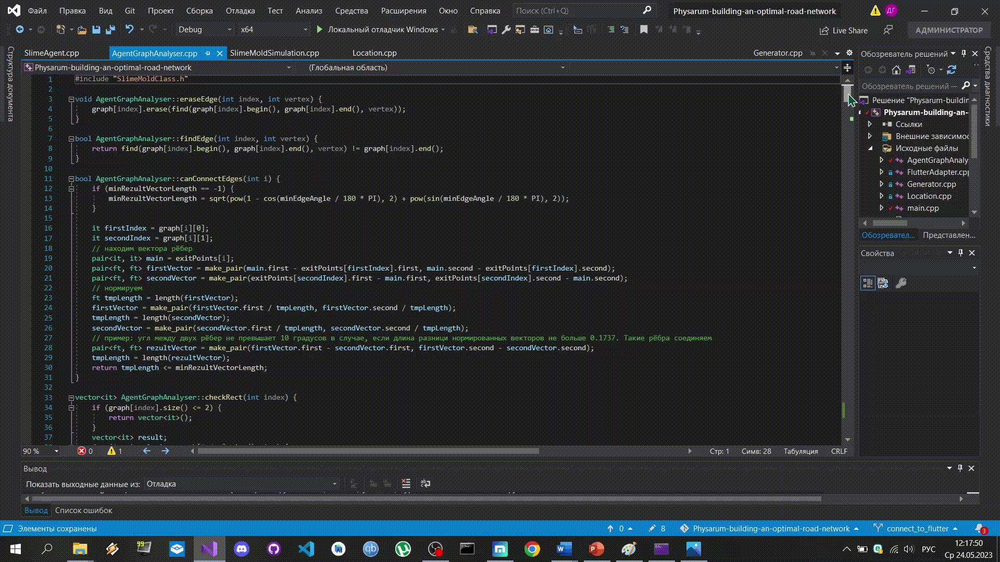 Файл Правка Вид Git Проект Сборка Отладка Тест Анализ Средства Расширения Окно Справка Поиск (Ctrl+Q) Physarum-building-an-optimal-road-network ДГ
Debug x64 Локальный отладчик Windows Live Share АДМИНИСТРАТОР
Структура документа
SlimeAgent.cpp AgentGraphAnalyser.cpp SlimeMoldSimulation.cpp Location.cpp Generator.cpp
Physarum-building-an-optimal-road-network (Глобальная область)
1 #include "SlimeMoldClass.h"
2
3 void AgentGraphAnalyser::eraseEdge(int index, int vertex) {
4 graph[index].erase(find(graph[index].begin(), graph[index].end(), vertex));
5 }
6
7 bool AgentGraphAnalyser::findEdge(int index, int vertex) {
8 return find(graph[index].begin(), graph[index].end(), vertex) != graph[index].end();
9 }
10
11 bool AgentGraphAnalyser::canConnectEdges(int i) {
12 if (minRezultVectorLength == -1) {
13 minRezultVectorLength = sqrt(pow(1 - cos(minEdgeAngle / 180 * PI), 2) + pow(sin(minEdgeAngle / 180 * PI), 2));
14 }
15
16 it firstIndex = graph[i][0];
17 it secondIndex = graph[i][1];
18 // находим вектора рёбер
19 pair<it, it> main = exitPoints[i];
20 pair<ft, ft> firstVector = make_pair(main.first - exitPoints[firstIndex].first, main.second - exitPoints[firstIndex].second);
21 pair<ft, ft> secondVector = make_pair(exitPoints[secondIndex].first - main.first, exitPoints[secondIndex].second - main.second);
22 // нормируем
23 ft tmpLength = length(firstVector);
24 firstVector = make_pair(firstVector.first / tmpLength, firstVector.second / tmpLength);
25 tmpLength = length(secondVector);
26 secondVector = make_pair(secondVector.first / tmpLength, secondVector.second / tmpLength);
27 // пример: угл между двух рёбер не превышает 10 градусов в случае, если длина разници нормированных векторов не больше 0.1737. Такие рёбра соединяем
28 pair<ft, ft> rezultVector = make_pair(firstVector.first - secondVector.first, firstVector.second - secondVector.second);
29 tmpLength = length(rezultVector);
30 return tmpLength <= minRezultVectorLength;
31 }
32
33 vector<it> AgentGraphAnalyser::checkRect(int index) {
34 if (graph[index].size() <= 2) {
35 return vector<it>();
36 }
37 vector<it> result;
90 % 0 1 Стр: 1 Симв: 28 Табуляция CRLF
Обозреватель решений
Обозреватель решений —
Решение "Physarum-buildin
Physarum-building-an-
Ссылки
Внешние зависимос
Исходные файлы
AgentGraphAnaly
FlutterAdapter.cpp
Generator.cpp
Location.cpp
main.cpp
Обозревател... Представлен...
Свойства
Средства диагностики
Вывод
Показать выходные данные из: Отладка
Вывод Список ошибок
Элементы сохранены 0 8 Physarum-building-an-optimal-road-network connect_to_flutter 3
99 qb РУС 12:17:50
Ср 24.05.2023